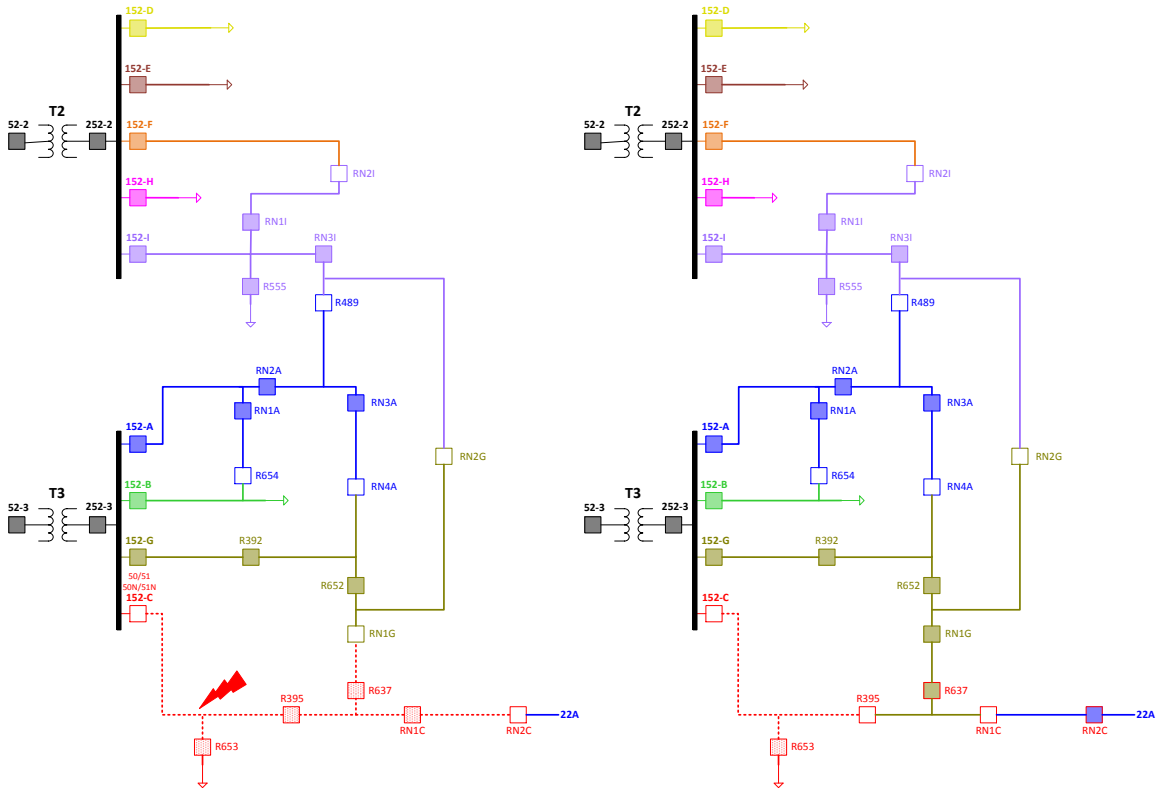 152-D
152-E
T2
52-2
252-2
152-F
RN2I
152-H
RN1I
152-I
RN3I
R555
R489
RN2A
RN1A
RN3A
152-A
R654
RN2G
152-B
T3
52-3
252-3
RN4A
152-G
R392
50/51
50N/51N
R652
152-C
RN1G
R637
R395
22A
RN1C
RN2C
R653
152-D
152-E
T2
52-2
252-2
152-F
RN2I
152-H
RN1I
152-I
RN3I
R555
R489
RN2A
RN1A
RN3A
152-A
R654
RN2G
152-B
T3
52-3
252-3
RN4A
152-G
R392
R652
152-C
RN1G
R637
R395
22A
RN1C
RN2C
R653